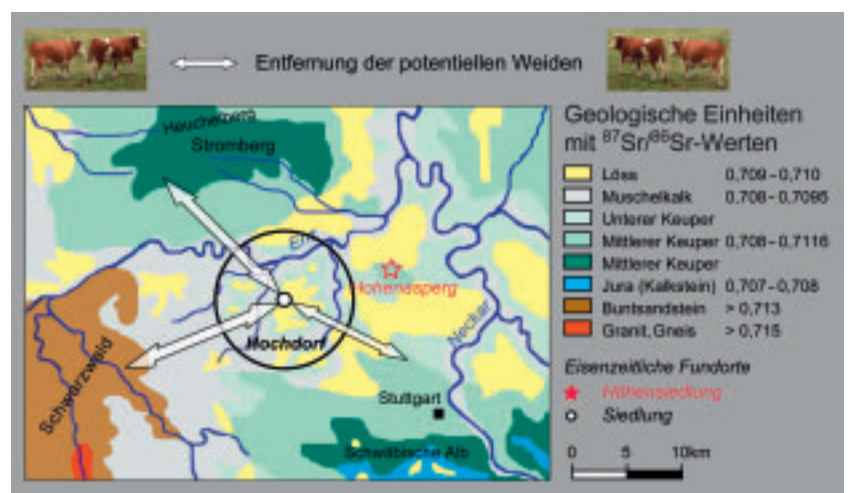 Entfernung der potentiellen Weiden
Heuchelberg
Stromberg
Enz
Hohenasperg
Hochdorf
Neckar
Schwarzwald
Stuttgart
Schwäbische Alb
Geologische Einheiten
mit ⁸⁷Sr/⁸⁶Sr-Werten
Löss 0,709 - 0,710
Muschelkalk 0,708 - 0,7095
Unterer Keuper
Mittlerer Keuper 0,708 - 0,7116
Mittlerer Keuper
Jura (Kalkstein) 0,707 - 0,708
Buntsandstein > 0,713
Granit, Gneis > 0,715
Eisenzeitliche Fundorte
Höhensiedlung
Siedlung
0 5 10km